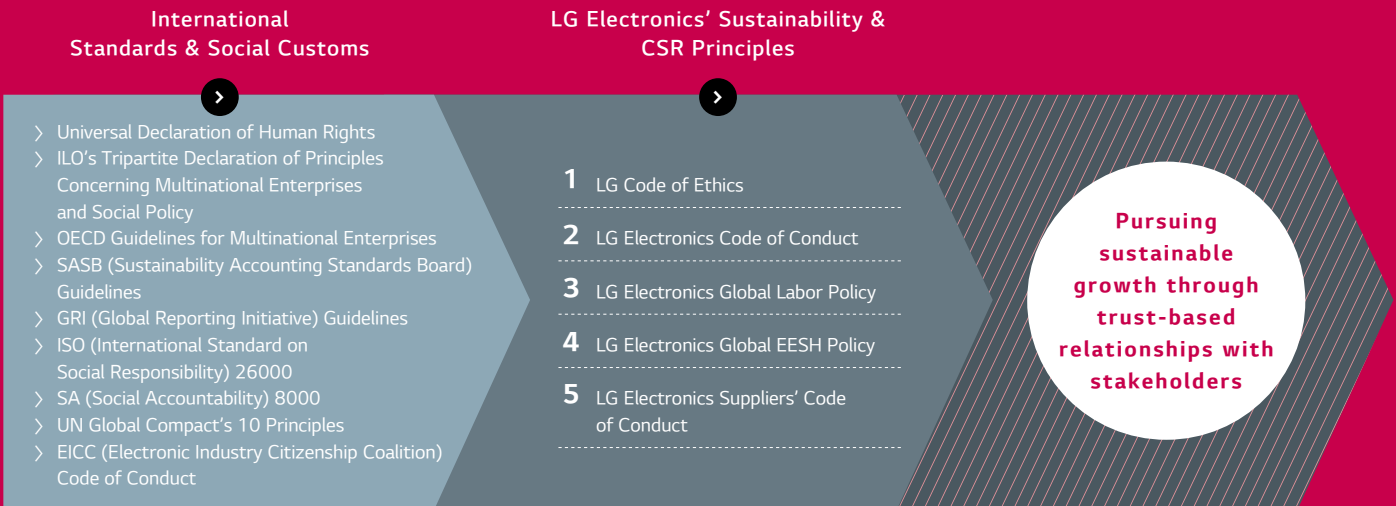 International
Standards & Social Customs
> Universal Declaration of Human Rights
> ILO's Tripartite Declaration of Principles
Concerning Multinational Enterprises
and Social Policy
> OECD Guidelines for Multinational Enterprises
> SASB (Sustainability Accounting Standards Board)
Guidelines
> GRI (Global Reporting Initiative) Guidelines
> ISO (International Standard on
Social Responsibility) 26000
> SA (Social Accountability) 8000
> UN Global Compact's 10 Principles
> EICC (Electronic Industry Citizenship Coalition)
Code of Conduct
LG Electronics' Sustainability &
CSR Principles
1 LG Code of Ethics
2 LG Electronics Code of Conduct
3 LG Electronics Global Labor Policy
4 LG Electronics Global EESH Policy
5 LG Electronics Suppliers' Code
of Conduct
Pursuing
sustainable
growth through
trust-based
relationships with
stakeholders